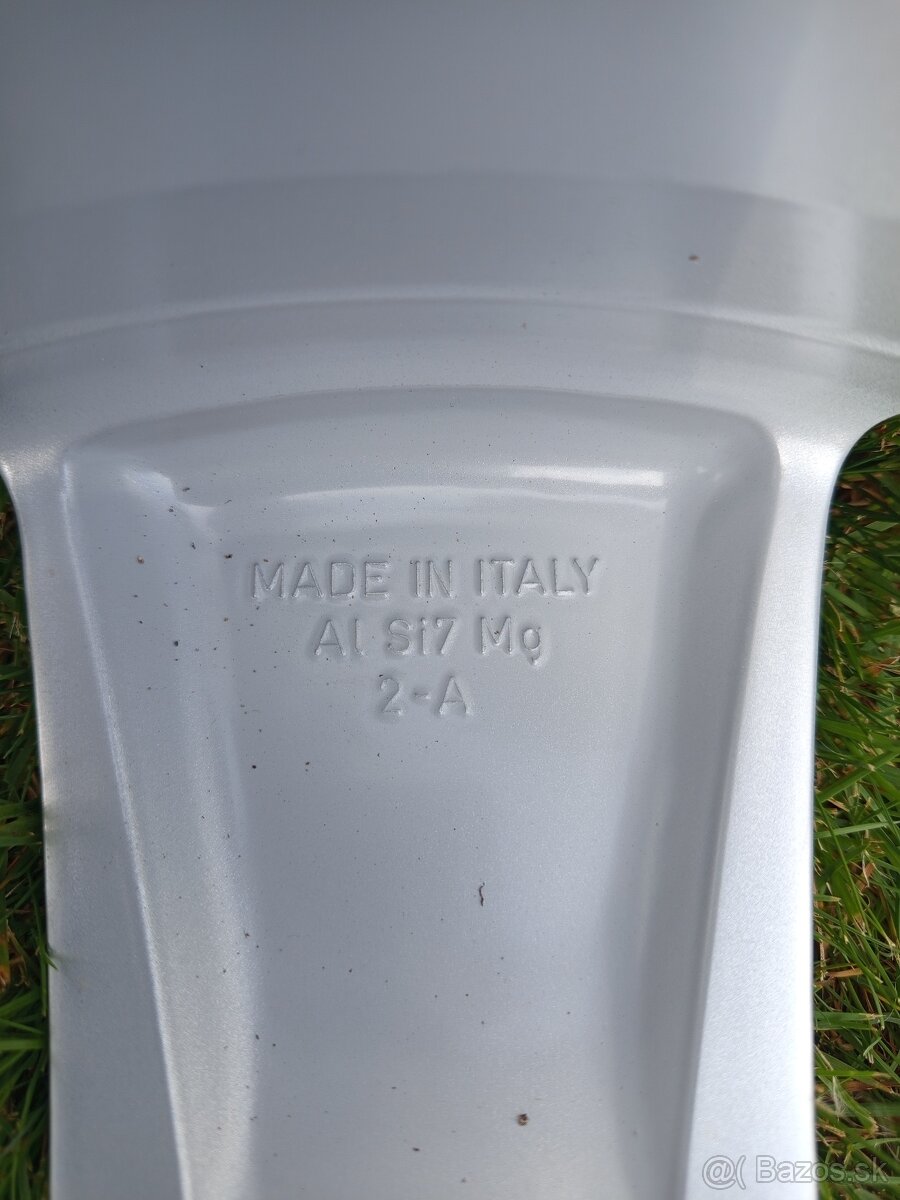 MADE IN ITALY
Al Si7 Mg
2-A
@( Bazos.sk